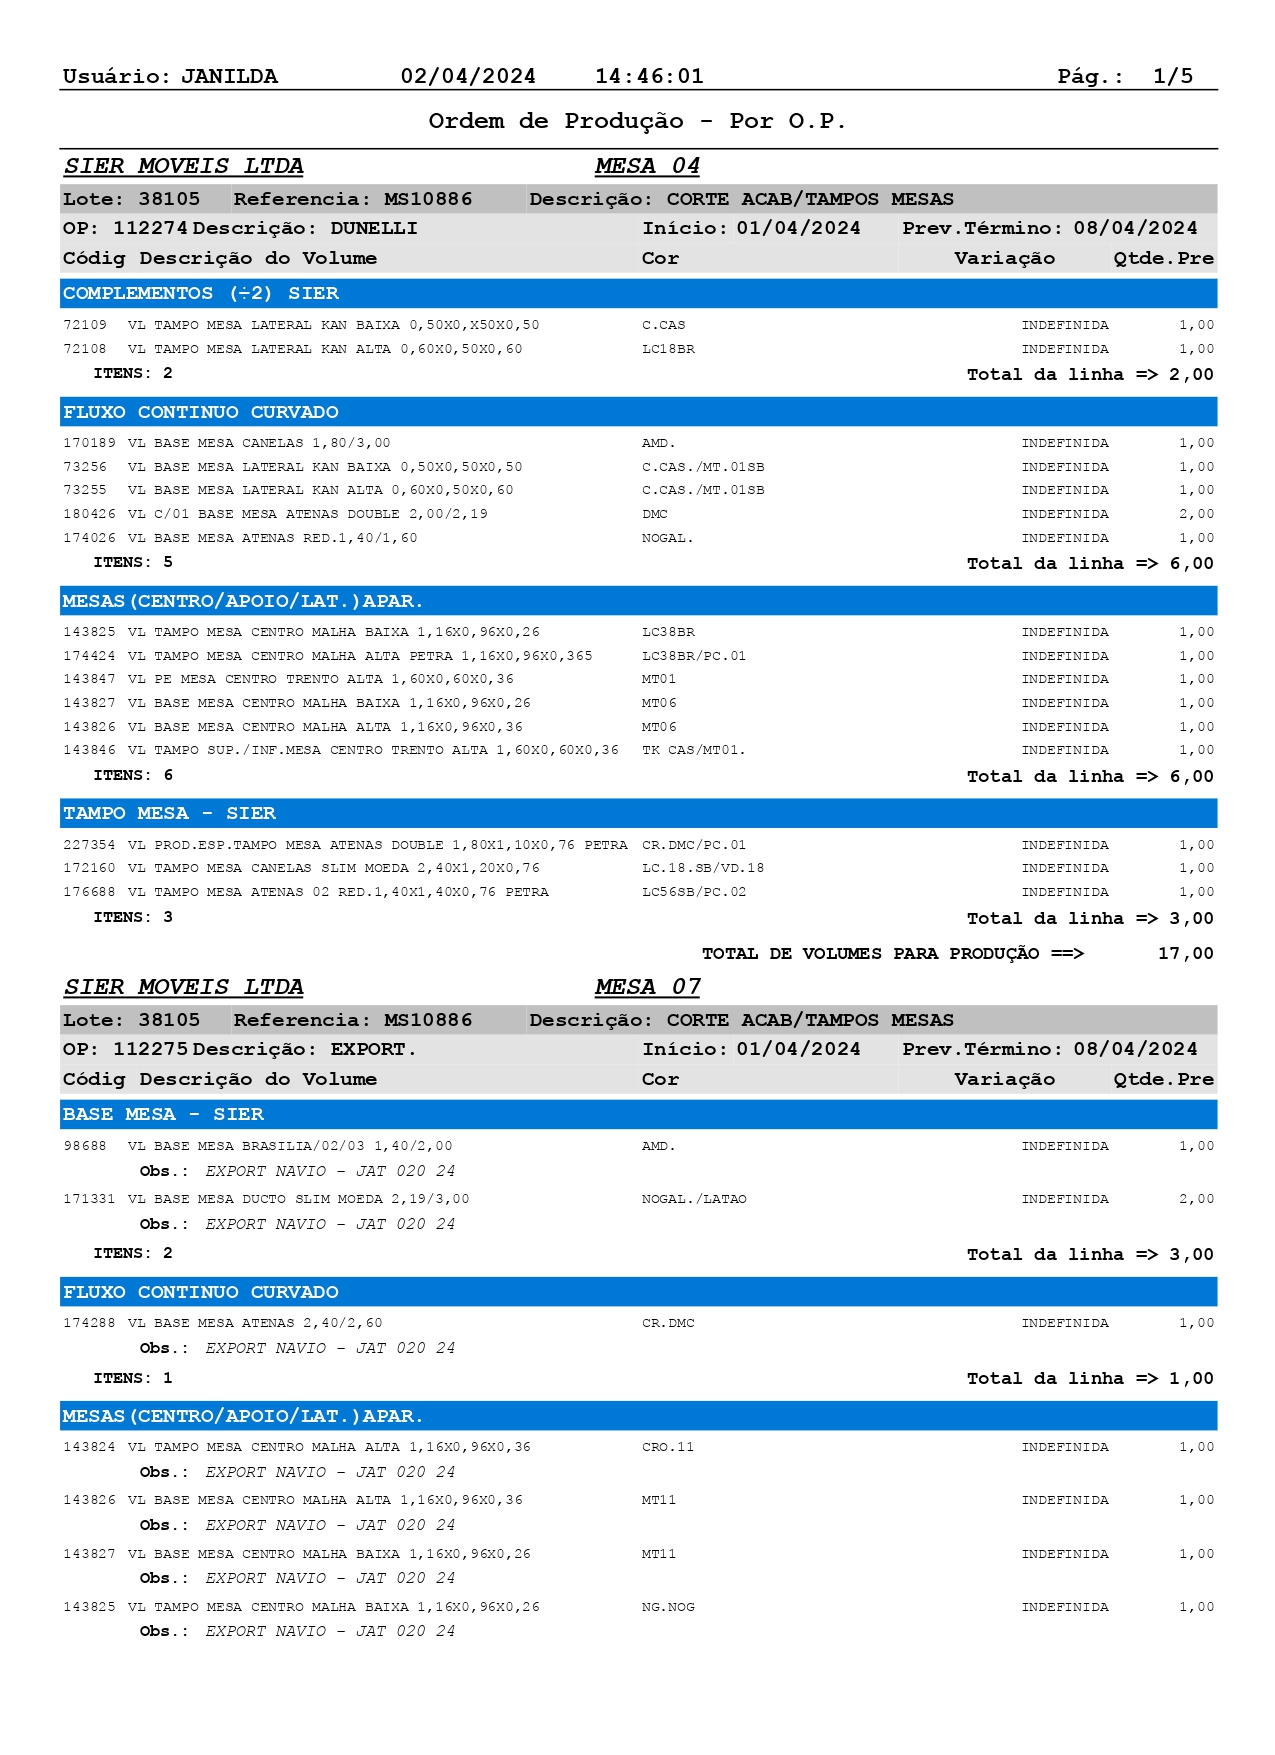 Usuário: JANILDA 02/04/2024 14:46:01 Pág.: 1/5
Ordem de Produção - Por O.P.
SIER MOVEIS LTDA MESA 04
Lote: 38105 Referencia: MS10886 Descrição: CORTE ACAB/TAMPOS MESAS
OP: 112274 Descrição: DUNELLI Início: 01/04/2024 Prev.Término: 08/04/2024
Códig Descrição do Volume Cor Variação Qtde.Pre
COMPLEMENTOS (÷2) SIER
72109 VL TAMPO MESA LATERAL KAN BAIXA 0,50X0,X50X0,50 C.CAS INDEFINIDA 1,00
72108 VL TAMPO MESA LATERAL KAN ALTA 0,60X0,50X0,60 LC18BR INDEFINIDA 1,00
ITENS: 2 Total da linha => 2,00
FLUXO CONTINUO CURVADO
170189 VL BASE MESA CANELAS 1,80/3,00 AMD. INDEFINIDA 1,00
73256 VL BASE MESA LATERAL KAN BAIXA 0,50X0,50X0,50 C.CAS./MT.01SB INDEFINIDA 1,00
73255 VL BASE MESA LATERAL KAN ALTA 0,60X0,50X0,60 C.CAS./MT.01SB INDEFINIDA 1,00
180426 VL C/01 BASE MESA ATENAS DOUBLE 2,00/2,19 DMC INDEFINIDA 2,00
174026 VL BASE MESA ATENAS RED.1,40/1,60 NOGAL. INDEFINIDA 1,00
ITENS: 5 Total da linha => 6,00
MESAS(CENTRO/APOIO/LAT.)APAR.
143825 VL TAMPO MESA CENTRO MALHA BAIXA 1,16X0,96X0,26 LC38BR INDEFINIDA 1,00
174424 VL TAMPO MESA CENTRO MALHA ALTA PETRA 1,16X0,96X0,365 LC38BR/PC.01 INDEFINIDA 1,00
143847 VL PE MESA CENTRO TRENTO ALTA 1,60X0,60X0,36 MT01 INDEFINIDA 1,00
143827 VL BASE MESA CENTRO MALHA BAIXA 1,16X0,96X0,26 MT06 INDEFINIDA 1,00
143826 VL BASE MESA CENTRO MALHA ALTA 1,16X0,96X0,36 MT06 INDEFINIDA 1,00
143846 VL TAMPO SUP./INF.MESA CENTRO TRENTO ALTA 1,60X0,60X0,36 TK CAS/MT01. INDEFINIDA 1,00
ITENS: 6 Total da linha => 6,00
TAMPO MESA - SIER
227354 VL PROD.ESP.TAMPO MESA ATENAS DOUBLE 1,80X1,10X0,76 PETRA CR.DMC/PC.01 INDEFINIDA 1,00
172160 VL TAMPO MESA CANELAS SLIM MOEDA 2,40X1,20X0,76 LC.18.SB/VD.18 INDEFINIDA 1,00
176688 VL TAMPO MESA ATENAS 02 RED.1,40X1,40X0,76 PETRA LC56SB/PC.02 INDEFINIDA 1,00
ITENS: 3 Total da linha => 3,00
TOTAL DE VOLUMES PARA PRODUÇÃO ==> 17,00
SIER MOVEIS LTDA MESA 07
Lote: 38105 Referencia: MS10886 Descrição: CORTE ACAB/TAMPOS MESAS
OP: 112275 Descrição: EXPORT. Início: 01/04/2024 Prev.Término: 08/04/2024
Códig Descrição do Volume Cor Variação Qtde.Pre
BASE MESA - SIER
98688 VL BASE MESA BRASILIA/02/03 1,40/2,00 AMD. INDEFINIDA 1,00
Obs.: EXPORT NAVIO - JAT 020 24
171331 VL BASE MESA DUCTO SLIM MOEDA 2,19/3,00 NOGAL./LATAO INDEFINIDA 2,00
Obs.: EXPORT NAVIO - JAT 020 24
ITENS: 2 Total da linha => 3,00
FLUXO CONTINUO CURVADO
174288 VL BASE MESA ATENAS 2,40/2,60 CR.DMC INDEFINIDA 1,00
Obs.: EXPORT NAVIO - JAT 020 24
ITENS: 1 Total da linha => 1,00
MESAS(CENTRO/APOIO/LAT.)APAR.
143824 VL TAMPO MESA CENTRO MALHA ALTA 1,16X0,96X0,36 CRO.11 INDEFINIDA 1,00
Obs.: EXPORT NAVIO - JAT 020 24
143826 VL BASE MESA CENTRO MALHA ALTA 1,16X0,96X0,36 MT11 INDEFINIDA 1,00
Obs.: EXPORT NAVIO - JAT 020 24
143827 VL BASE MESA CENTRO MALHA BAIXA 1,16X0,96X0,26 MT11 INDEFINIDA 1,00
Obs.: EXPORT NAVIO - JAT 020 24
143825 VL TAMPO MESA CENTRO MALHA BAIXA 1,16X0,96X0,26 NG.NOG INDEFINIDA 1,00
Obs.: EXPORT NAVIO - JAT 020 24